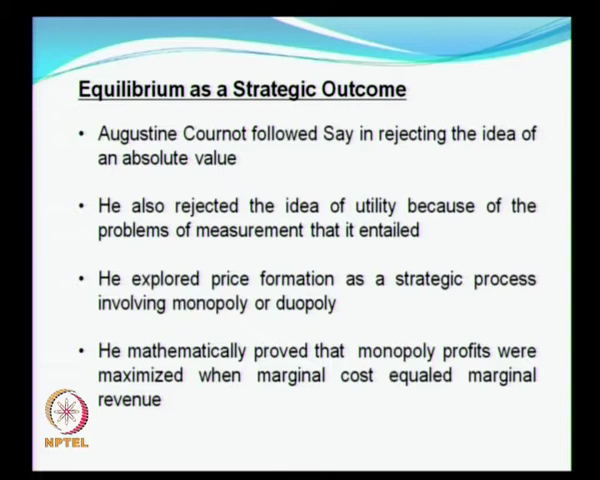 Equilibrium as a Strategic Outcome
• Augustine Cournot followed Say in rejecting the idea of
an absolute value
• He also rejected the idea of utility because of the
problems of measurement that it entailed
• He explored price formation as a strategic process
involving monopoly or duopoly
• He mathematically proved that monopoly profits were
maximized when marginal cost equaled marginal
revenue
NPTEL